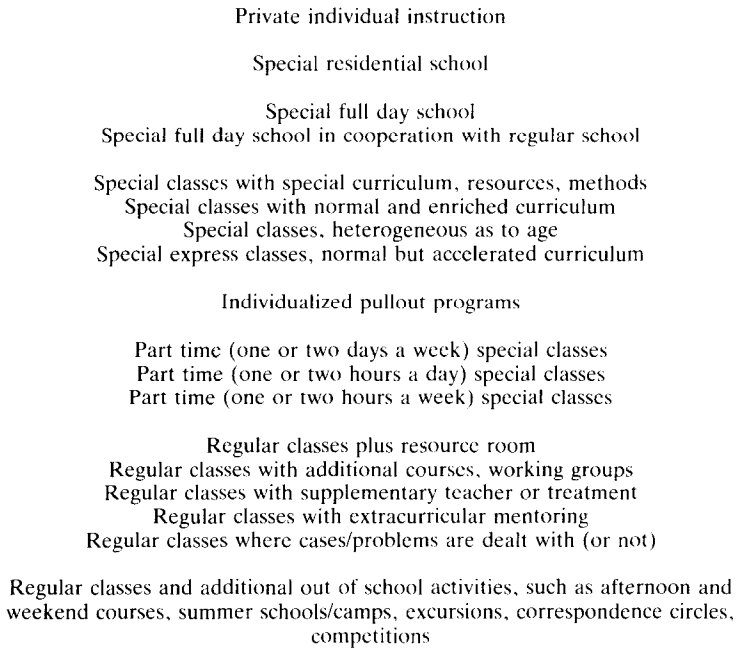 Private individual instruction
Special residential school
Special full day school
Special full day school in cooperation with regular school
Special classes with special curriculum, resources, methods
Special classes with normal and enriched curriculum
Special classes, heterogeneous as to age
Special express classes, normal but accelerated curriculum
Individualized pullout programs
Part time (one or two days a week) special classes
Part time (one or two hours a day) special classes
Part time (one or two hours a week) special classes
Regular classes plus resource room
Regular classes with additional courses, working groups
Regular classes with supplementary teacher or treatment
Regular classes with extracurricular mentoring
Regular classes where cases/problems are dealt with (or not)
Regular classes and additional out of school activities, such as afternoon and
weekend courses, summer schools/camps, excursions, correspondence circles,
competitions